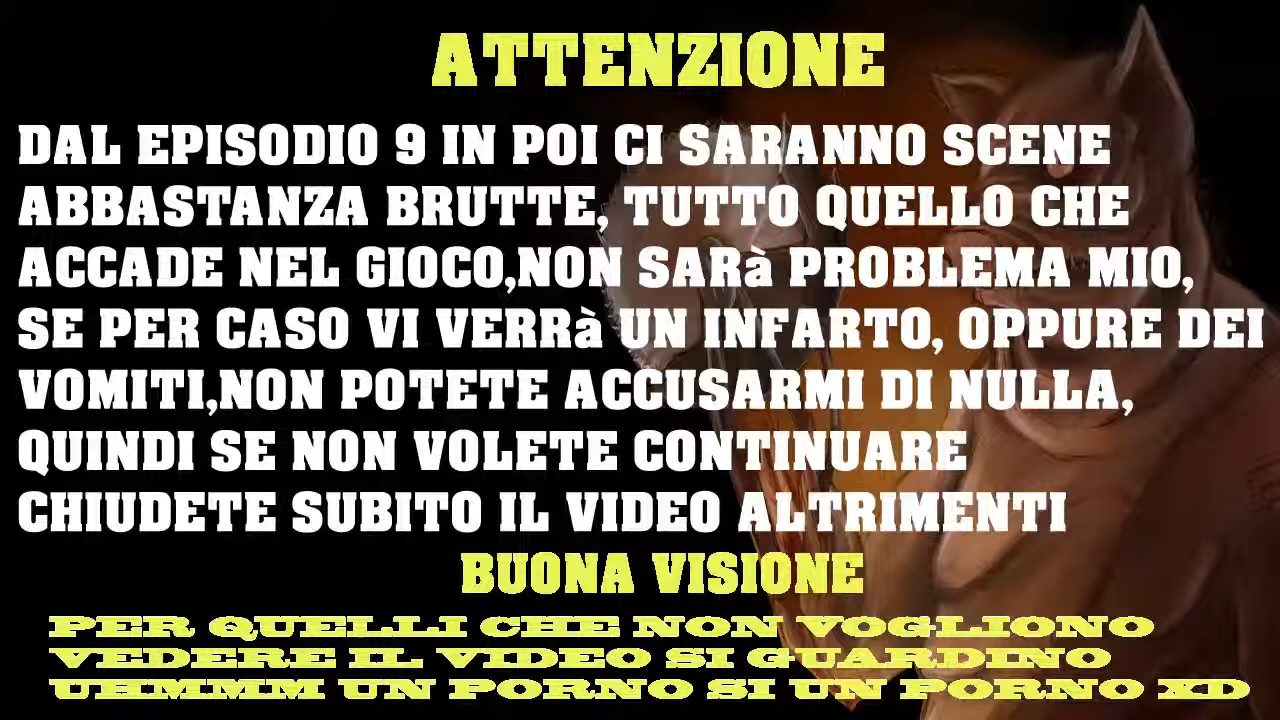 ATTENZIONE
DAL EPISODIO 9 IN POI CI SARANNO SCENE
ABBASTANZA BRUTTE, TUTTO QUELLO CHE
ACCADE NEL GIOCO,NON SARà PROBLEMA MIO,
SE PER CASO VI VERRà UN INFARTO, OPPURE DEI
VOMITI,NON POTETE ACCUSARMI DI NULLA,
QUINDI SE NON VOLETE CONTINUARE
CHIUDETE SUBITO IL VIDEO ALTRIMENTI
BUONA VISIONE
PER QUELLI CHE NON VOGLIONO
VEDERE IL VIDEO SI GUARDINO
UHMMM UN PORNO SI UN PORNO XD